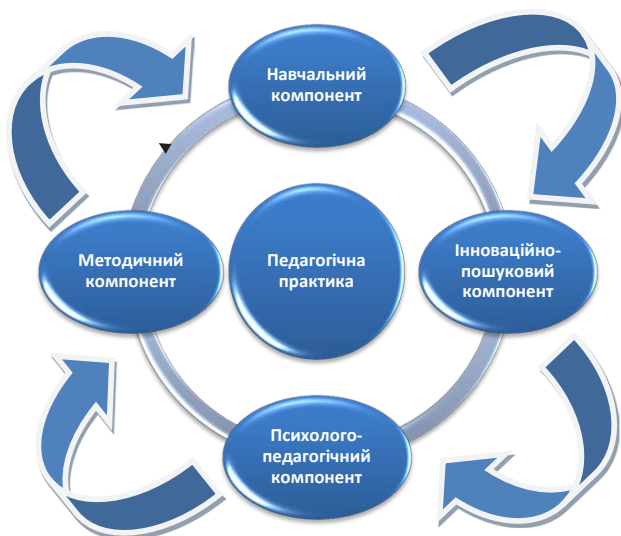 Навчальний
компонент
Методичний
компонент
Педагогічна
практика
Інноваційно-
пошуковий
компонент
Психолого-
педагогічний
компонент